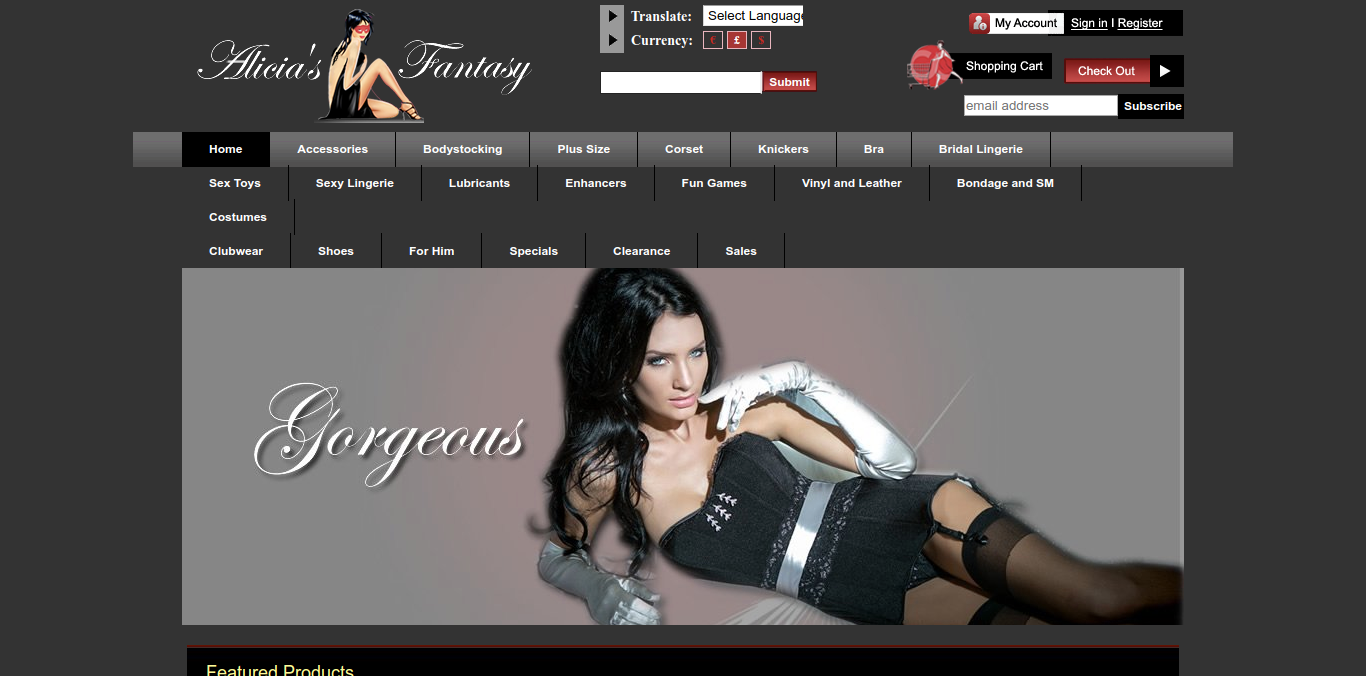 Alicia's Fantasy
Translate: Select Language
Currency: € £ $
Submit
My Account Sign in I Register
Shopping Cart Check Out
email address Subscribe
Home Accessories Bodystocking Plus Size Corset Knickers Bra Bridal Lingerie
Sex Toys Sexy Lingerie Lubricants Enhancers Fun Games Vinyl and Leather Bondage and SM
Costumes
Clubwear Shoes For Him Specials Clearance Sales
Gorgeous
Featured Products